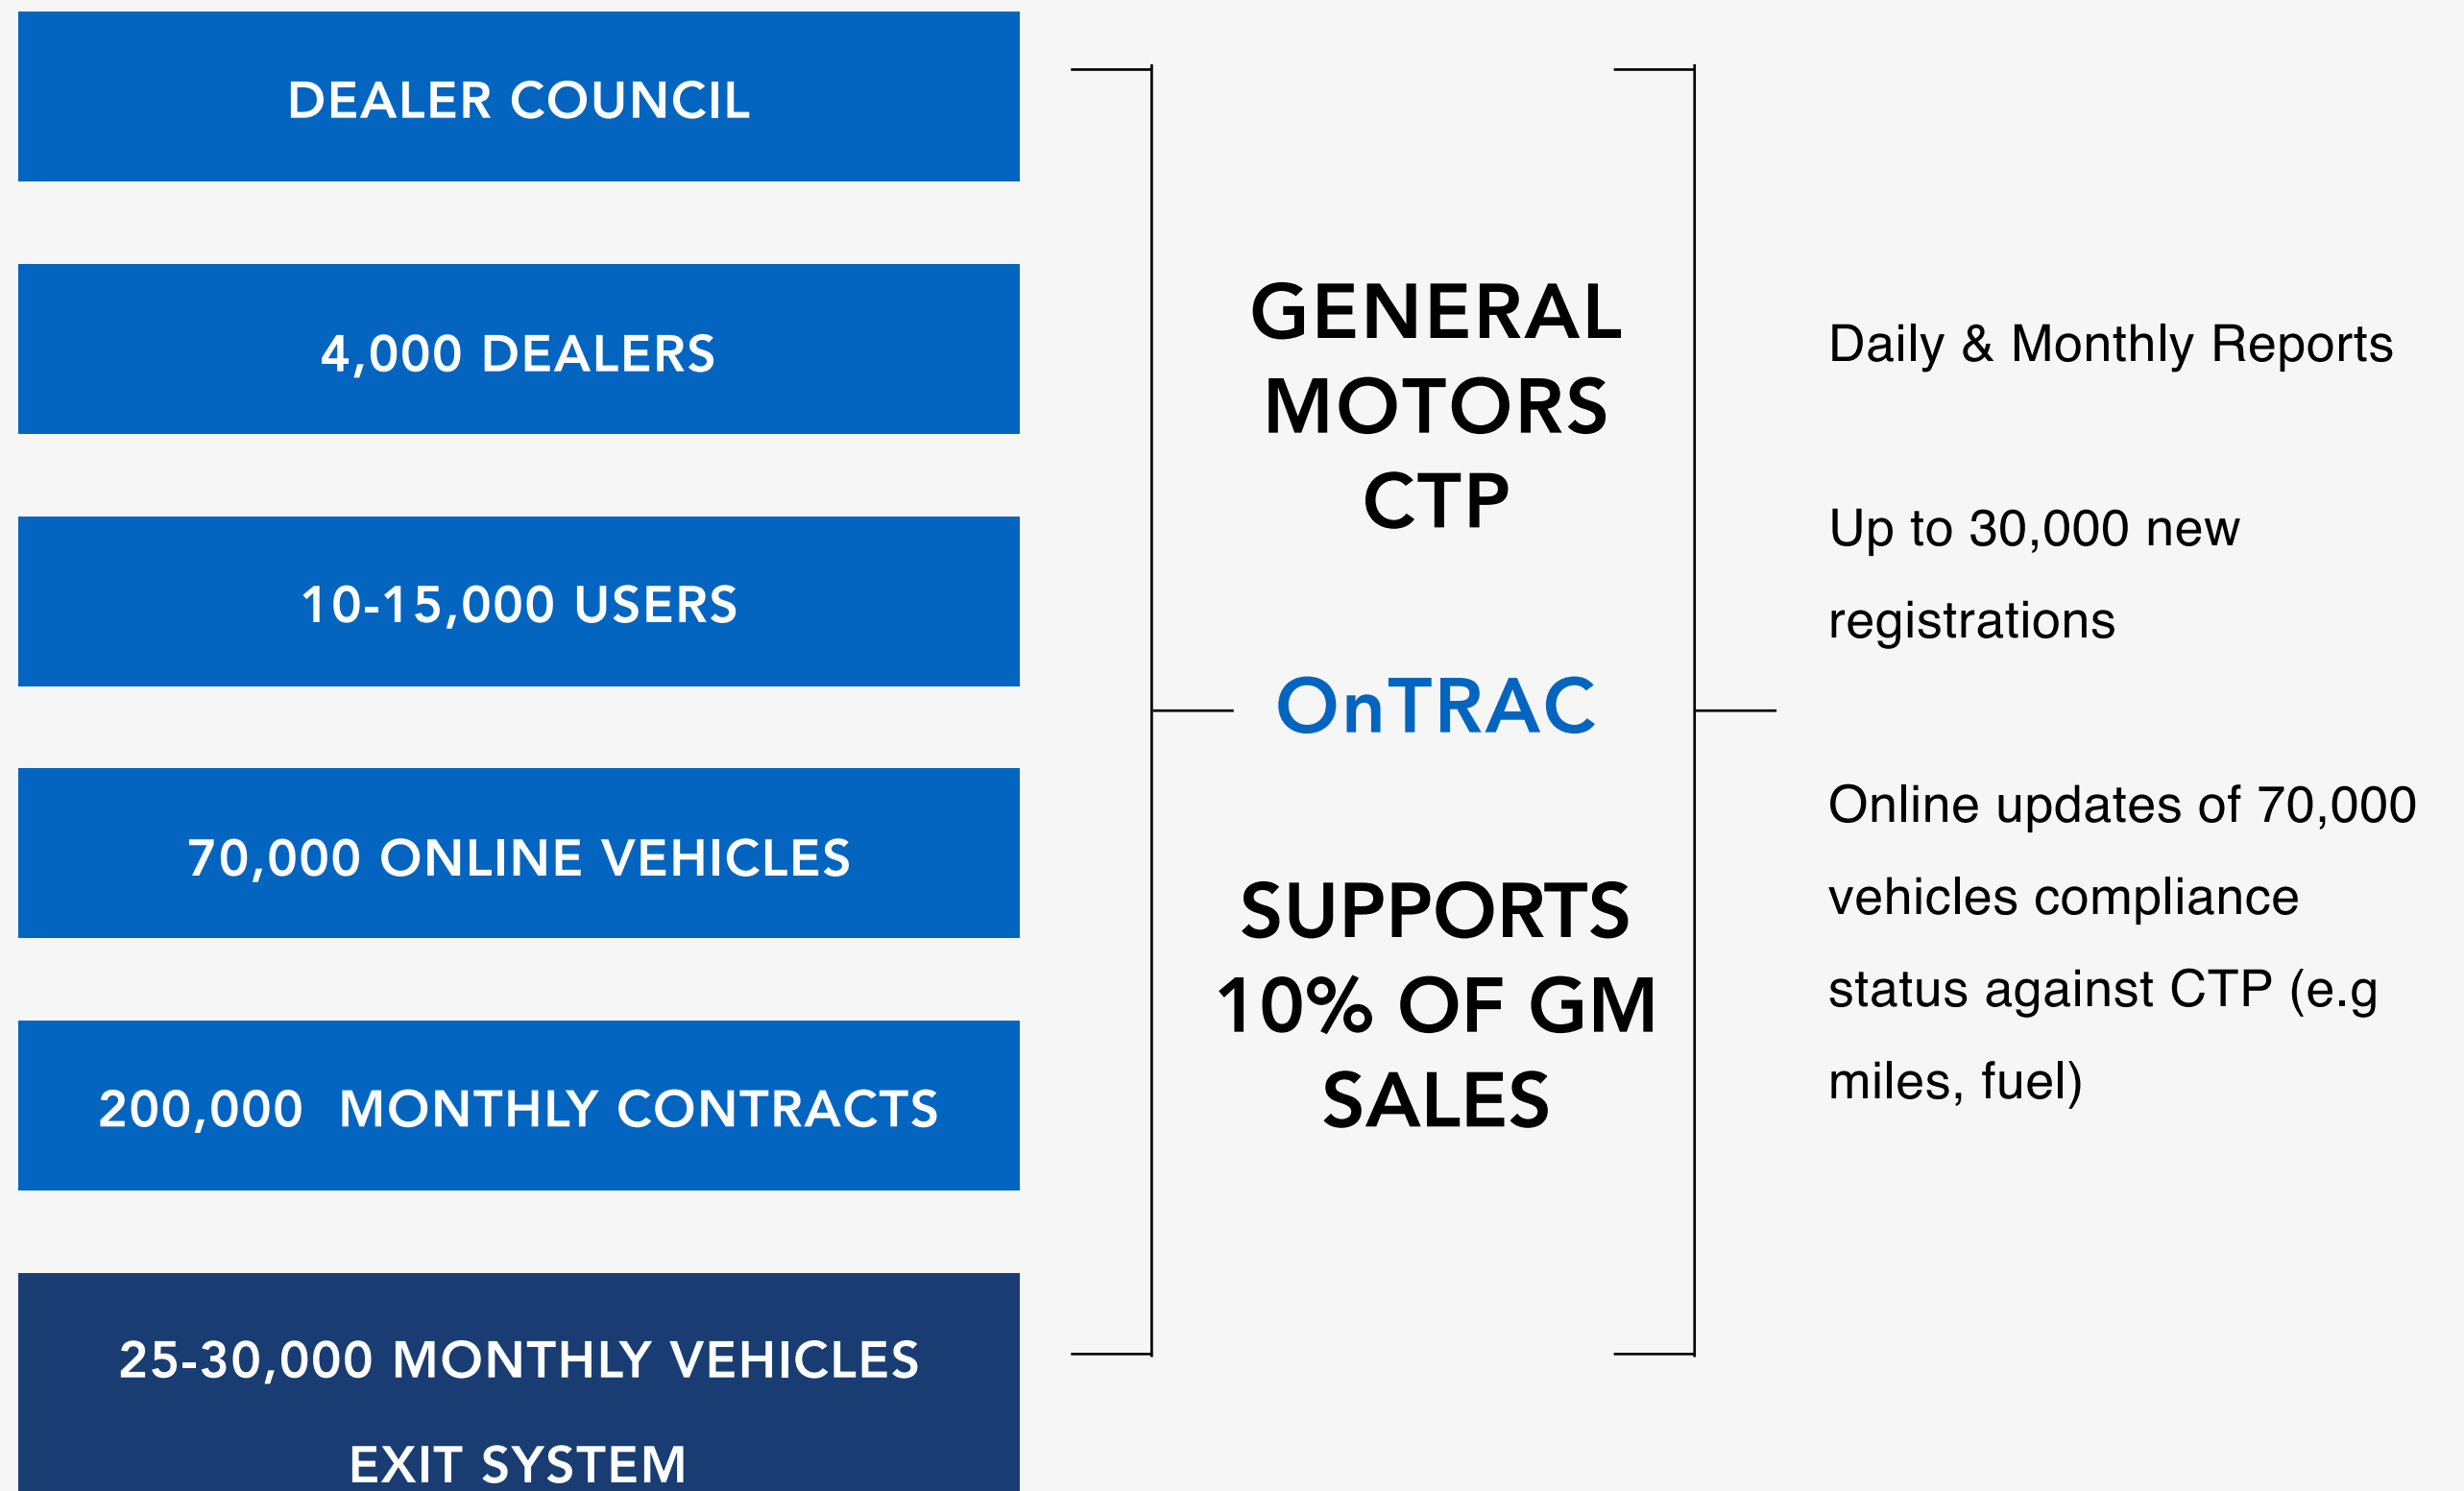 DEALER COUNCIL
4,000 DEALERS
10-15,000 USERS
70,000 ONLINE VEHICLES
200,000 MONTHLY CONTRACTS
25-30,000 MONTHLY VEHICLES
EXIT SYSTEM
GENERAL
MOTORS
CTP
OnTRAC
SUPPORTS
10% OF GM
SALES
Daily & Monthly Reports
Up to 30,000 new
registrations
Online updates of 70,000
vehicles compliance
status against CTP (e.g
miles, fuel)